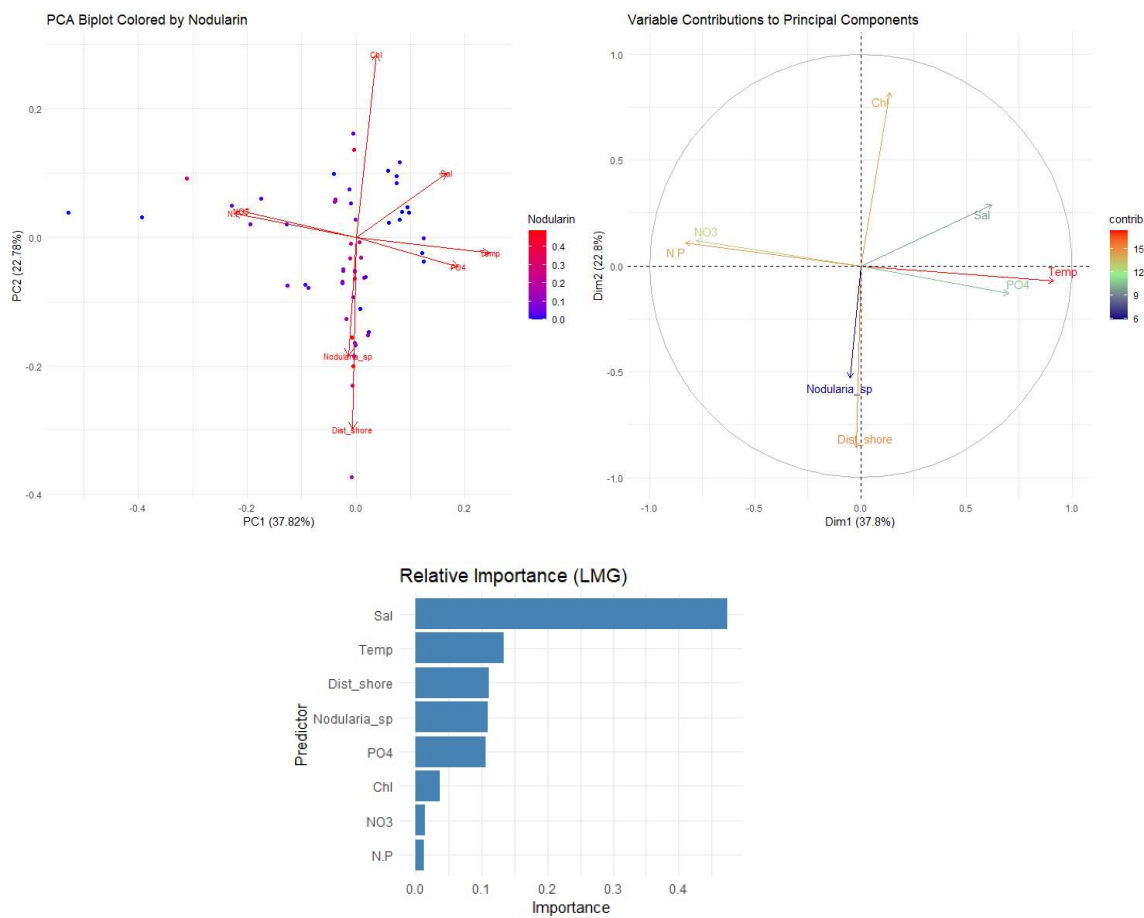 PCA Biplot Colored by Nodularin
0.2
0.0
-0.2
-0.4
PC2 (22.78%)
Chl
Sal
NO3
Temp
PO4
Nodularia_sp
Dist_shore
-0.4
-0.2
0.0
0.2
PC1 (37.82%)
Nodularin
0.4
0.3
0.2
0.1
0.0
Variable Contributions to Principal Components
1.0
0.5
0.0
-0.5
-1.0
Dim2 (22.8%)
Chl
Sal
NO3
N.P
Temp
PO4
Nodularia_sp
Dist_shore
-1.0
-0.5
0.0
0.5
1.0
Dim1 (37.8%)
contrib
15
12
9
6
Relative Importance (LMG)
Predictor
Sal
Temp
Dist_shore
Nodularia_sp
PO4
Chl
NO3
N.P
0.0
0.1
0.2
0.3
0.4
Importance